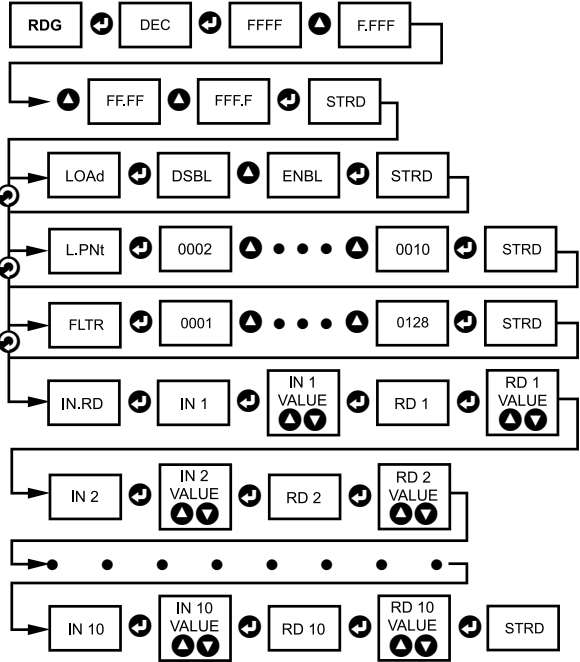 RDG DEC FFFF F.FFF
FF.FF FFF.F STRD
LOAd DSBL ENBL STRD
L.PNt 0002 0010 STRD
FLTR 0001 0128 STRD
IN.RD IN 1 IN 1 VALUE RD 1 RD 1 VALUE
IN 2 IN 2 VALUE RD 2 RD 2 VALUE
IN 10 IN 10 VALUE RD 10 RD 10 VALUE STRD